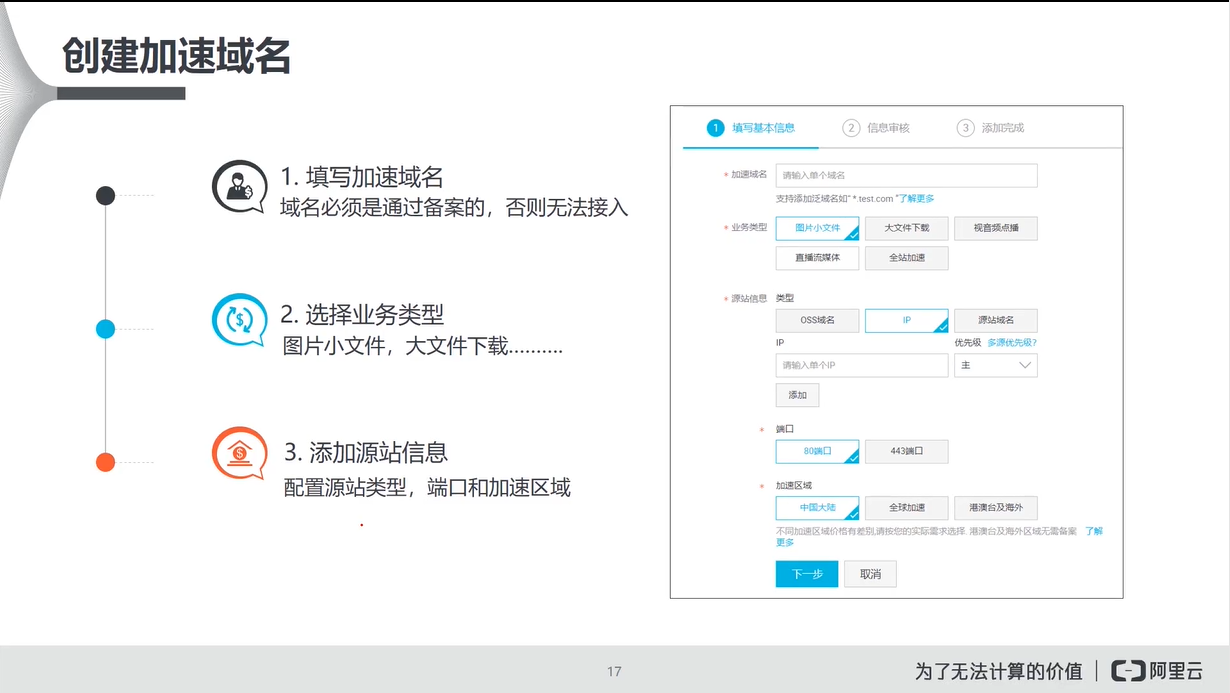 创建加速域名
1. 填写加速域名
域名必须是通过备案的，否则无法接入
2. 选择业务类型
图片小文件，大文件下载..........
3. 添加源站信息
配置源站类型，端口和加速区域
1 填写基本信息 2 信息审核 3 添加完成
* 加速域名 请输入单个域名
支持添加泛域名如"*.test.com"了解更多
* 业务类型 图片小文件 大文件下载 视音频点播
直播流媒体 全站加速
* 源站信息 类型
OSS域名 IP 源站域名
IP 优先级 多源优先级?
请输入单个IP 主
添加
* 端口
80端口 443端口
* 加速区域
中国大陆 全球加速 港澳台及海外
不同加速区域价格有差别,请按您的实际需求选择. 港澳台及海外区域无需备案 了解
更多
下一步 取消
17
为了无法计算的价值 | 阿里云